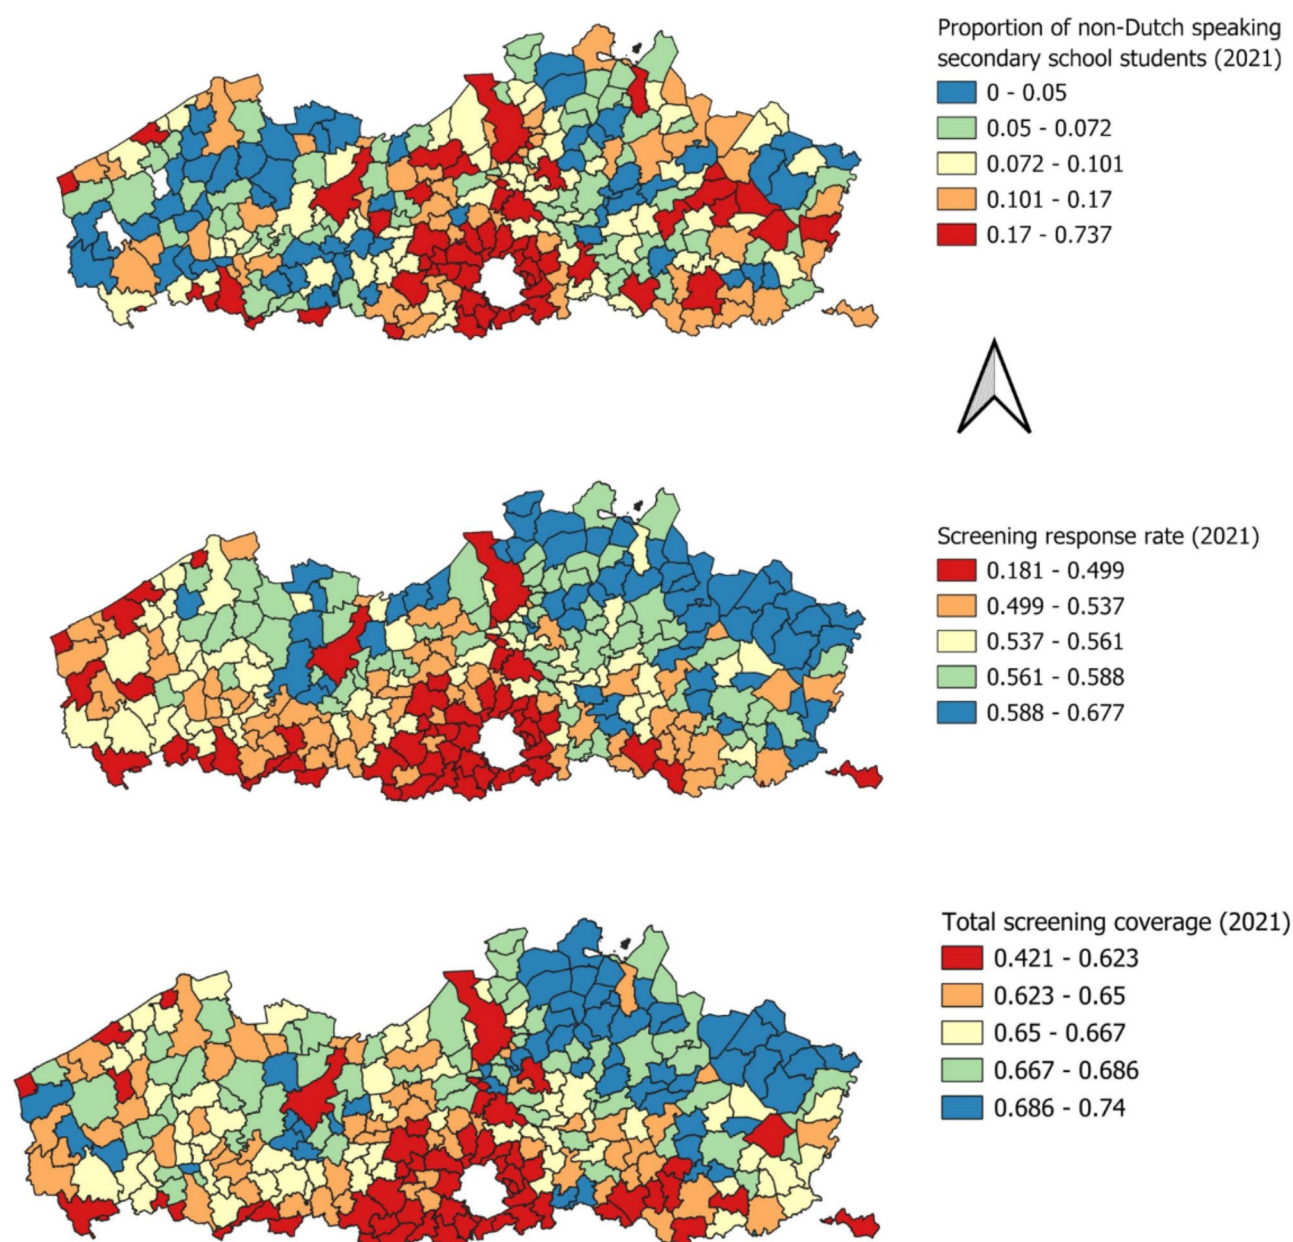 Proportion of non-Dutch speaking
secondary school students (2021)
0 - 0.05
0.05 - 0.072
0.072 - 0.101
0.101 - 0.17
0.17 - 0.737
Screening response rate (2021)
0.181 - 0.499
0.499 - 0.537
0.537 - 0.561
0.561 - 0.588
0.588 - 0.677
Total screening coverage (2021)
0.421 - 0.623
0.623 - 0.65
0.65 - 0.667
0.667 - 0.686
0.686 - 0.74